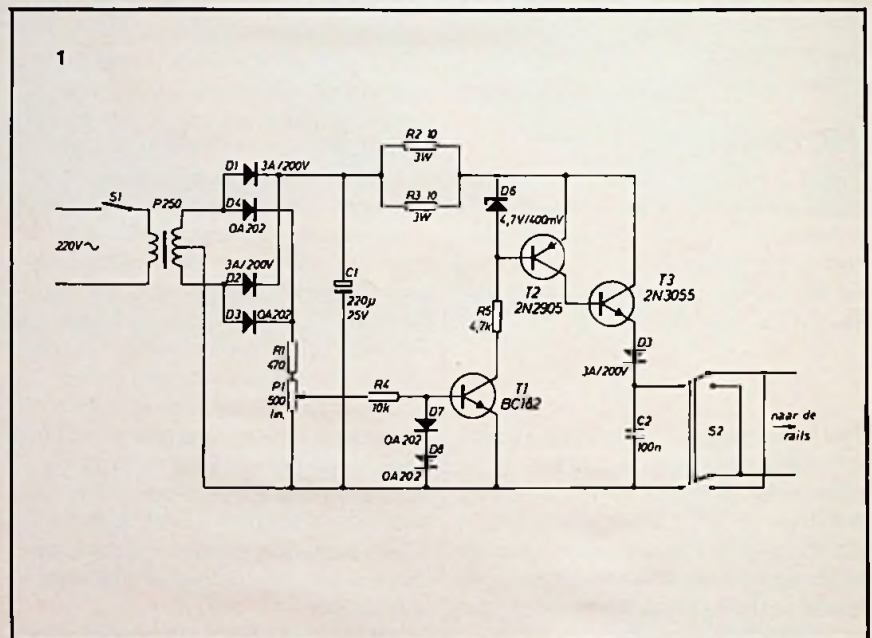 1
R2 10
3W
R3 10
3W
D1
3A/200V
S1
P250
D4
OA202
220V~
3A/200V
D2
D3
OA202
C1
220µ
25V
D6
4,7V/400mV
T2
2N2905
T3
2N3055
R5
4,7k
D3
3A/200V
R1
470
P1
500
lin.
R4
10k
T1
BC182
D7
OA202
D8
OA202
C2
100n
S2
naar de
rails